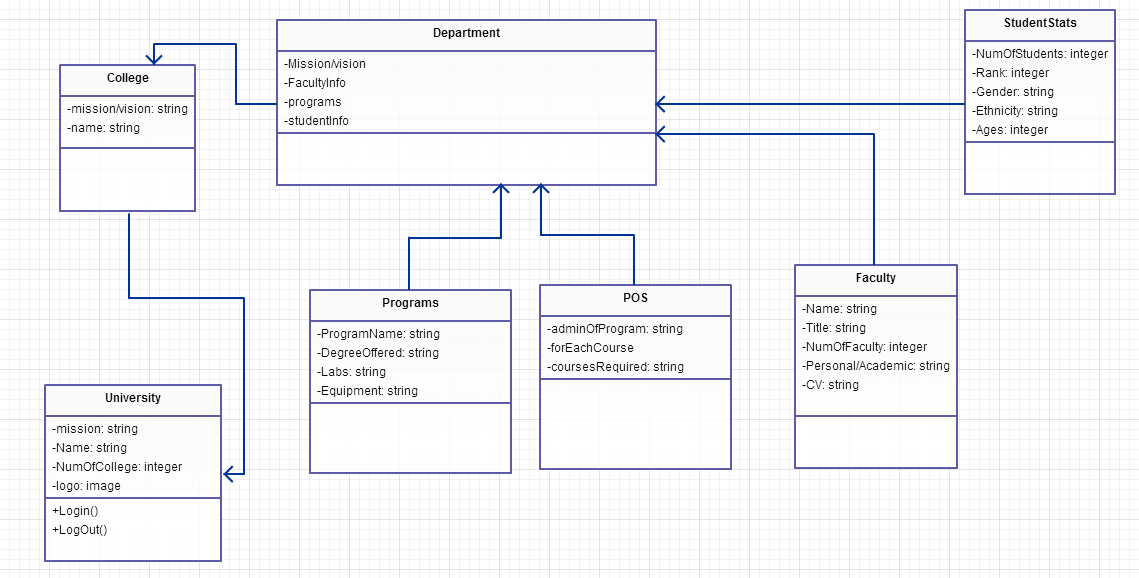 College
-mission/vision: string
-name: string
Department
-Mission/vision
-FacultyInfo
-programs
-studentInfo
StudentStats
-NumOfStudents: integer
-Rank: integer
-Gender: string
-Ethnicity: string
-Ages: integer
Programs
-ProgramName: string
-DegreeOffered: string
-Labs: string
-Equipment: string
POS
-adminOfProgram: string
-forEachCourse
-coursesRequired: string
Faculty
-Name: string
-Title: string
-NumOfFaculty: integer
-Personal/Academic: string
-CV: string
University
-mission: string
-Name: string
-NumOfCollege: integer
-logo: image
+Login()
+LogOut()